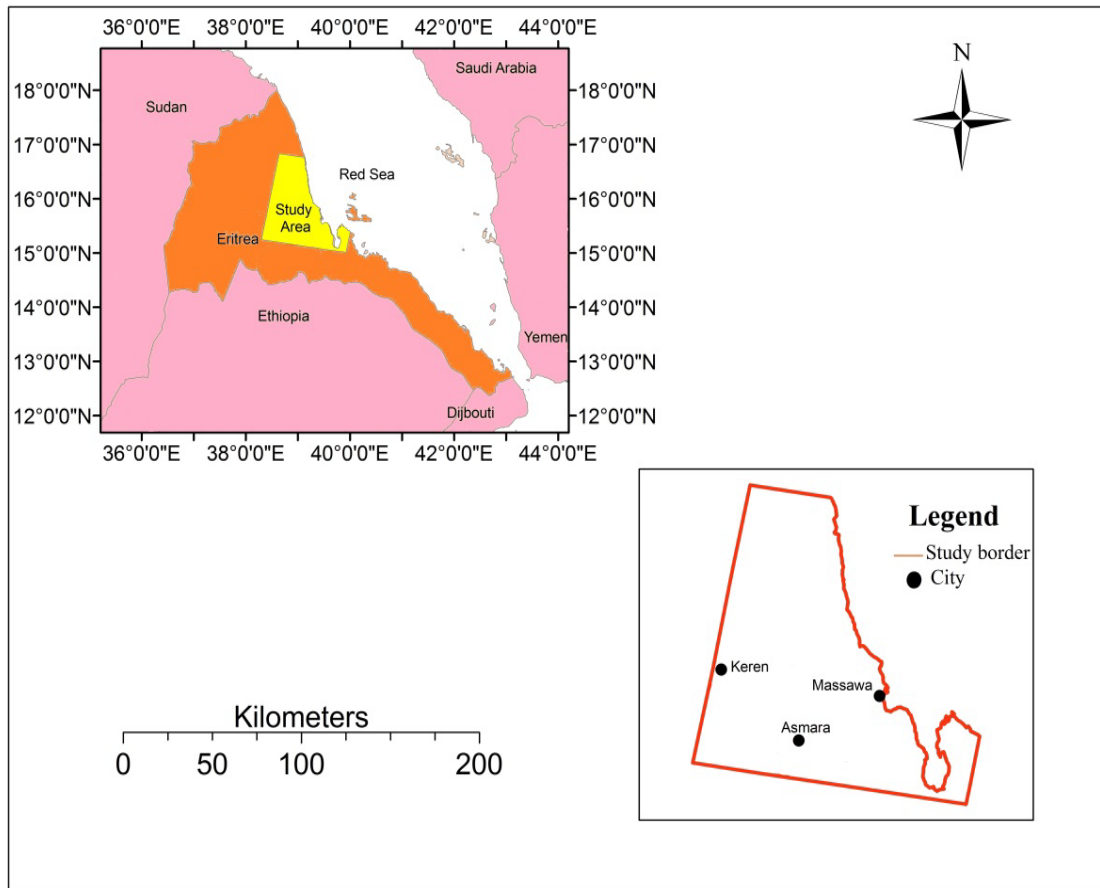 36°0'0"E 38°0'0"E 40°0'0"E 42°0'0"E 44°0'0"E
18°0'0"N
17°0'0"N
16°0'0"N
15°0'0"N
14°0'0"N
13°0'0"N
12°0'0"N
Saudi Arabia
Sudan
Red Sea
Study
Area
Eritrea
Ethiopia
Yemen
Dijbouti
18°0'0"N
17°0'0"N
16°0'0"N
15°0'0"N
14°0'0"N
13°0'0"N
12°0'0"N
36°0'0"E 38°0'0"E 40°0'0"E 42°0'0"E 44°0'0"E
N
Kilometers
0 50 100 200
Legend
Study border
City
Keren
Massawa
Asmara